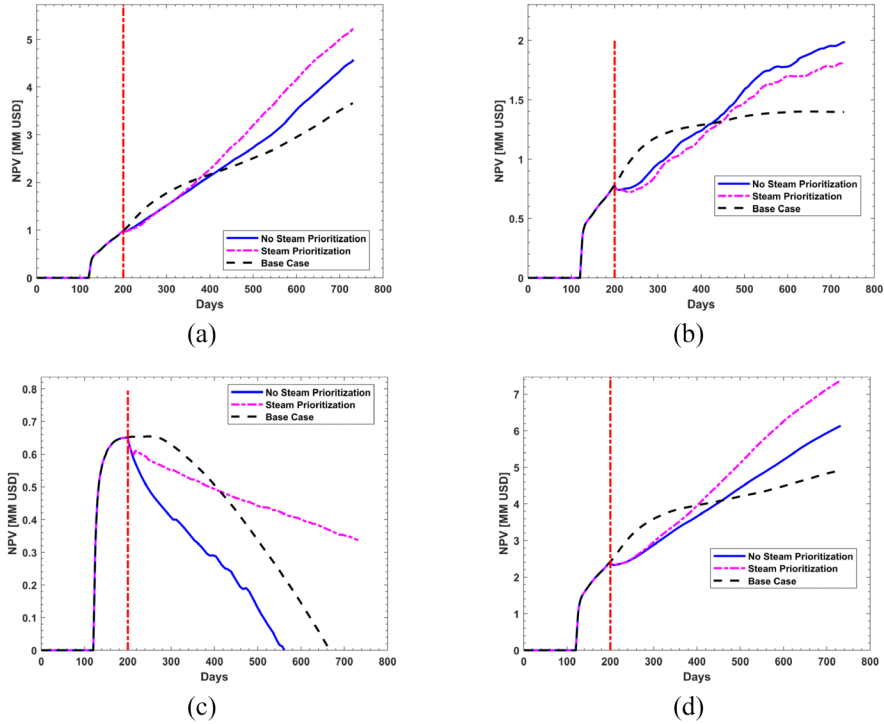 NPV [MM USD]
5
4
3
2
1
0
0 100 200 300 400 500 600 700 800
Days
No Steam Prioritization
Steam Prioritization
Base Case
(a)
NPV [MM USD]
2
1.5
1
0.5
0
0 100 200 300 400 500 600 700 800
Days
No Steam Prioritization
Steam Prioritization
Base Case
(b)
NPV [MM USD]
0.8
0.7
0.6
0.5
0.4
0.3
0.2
0.1
0
0 100 200 300 400 500 600 700 800
Days
No Steam Prioritization
Steam Prioritization
Base Case
(c)
NPV [MM USD]
7
6
5
4
3
2
1
0
0 100 200 300 400 500 600 700 800
Days
No Steam Prioritization
Steam Prioritization
Base Case
(d)